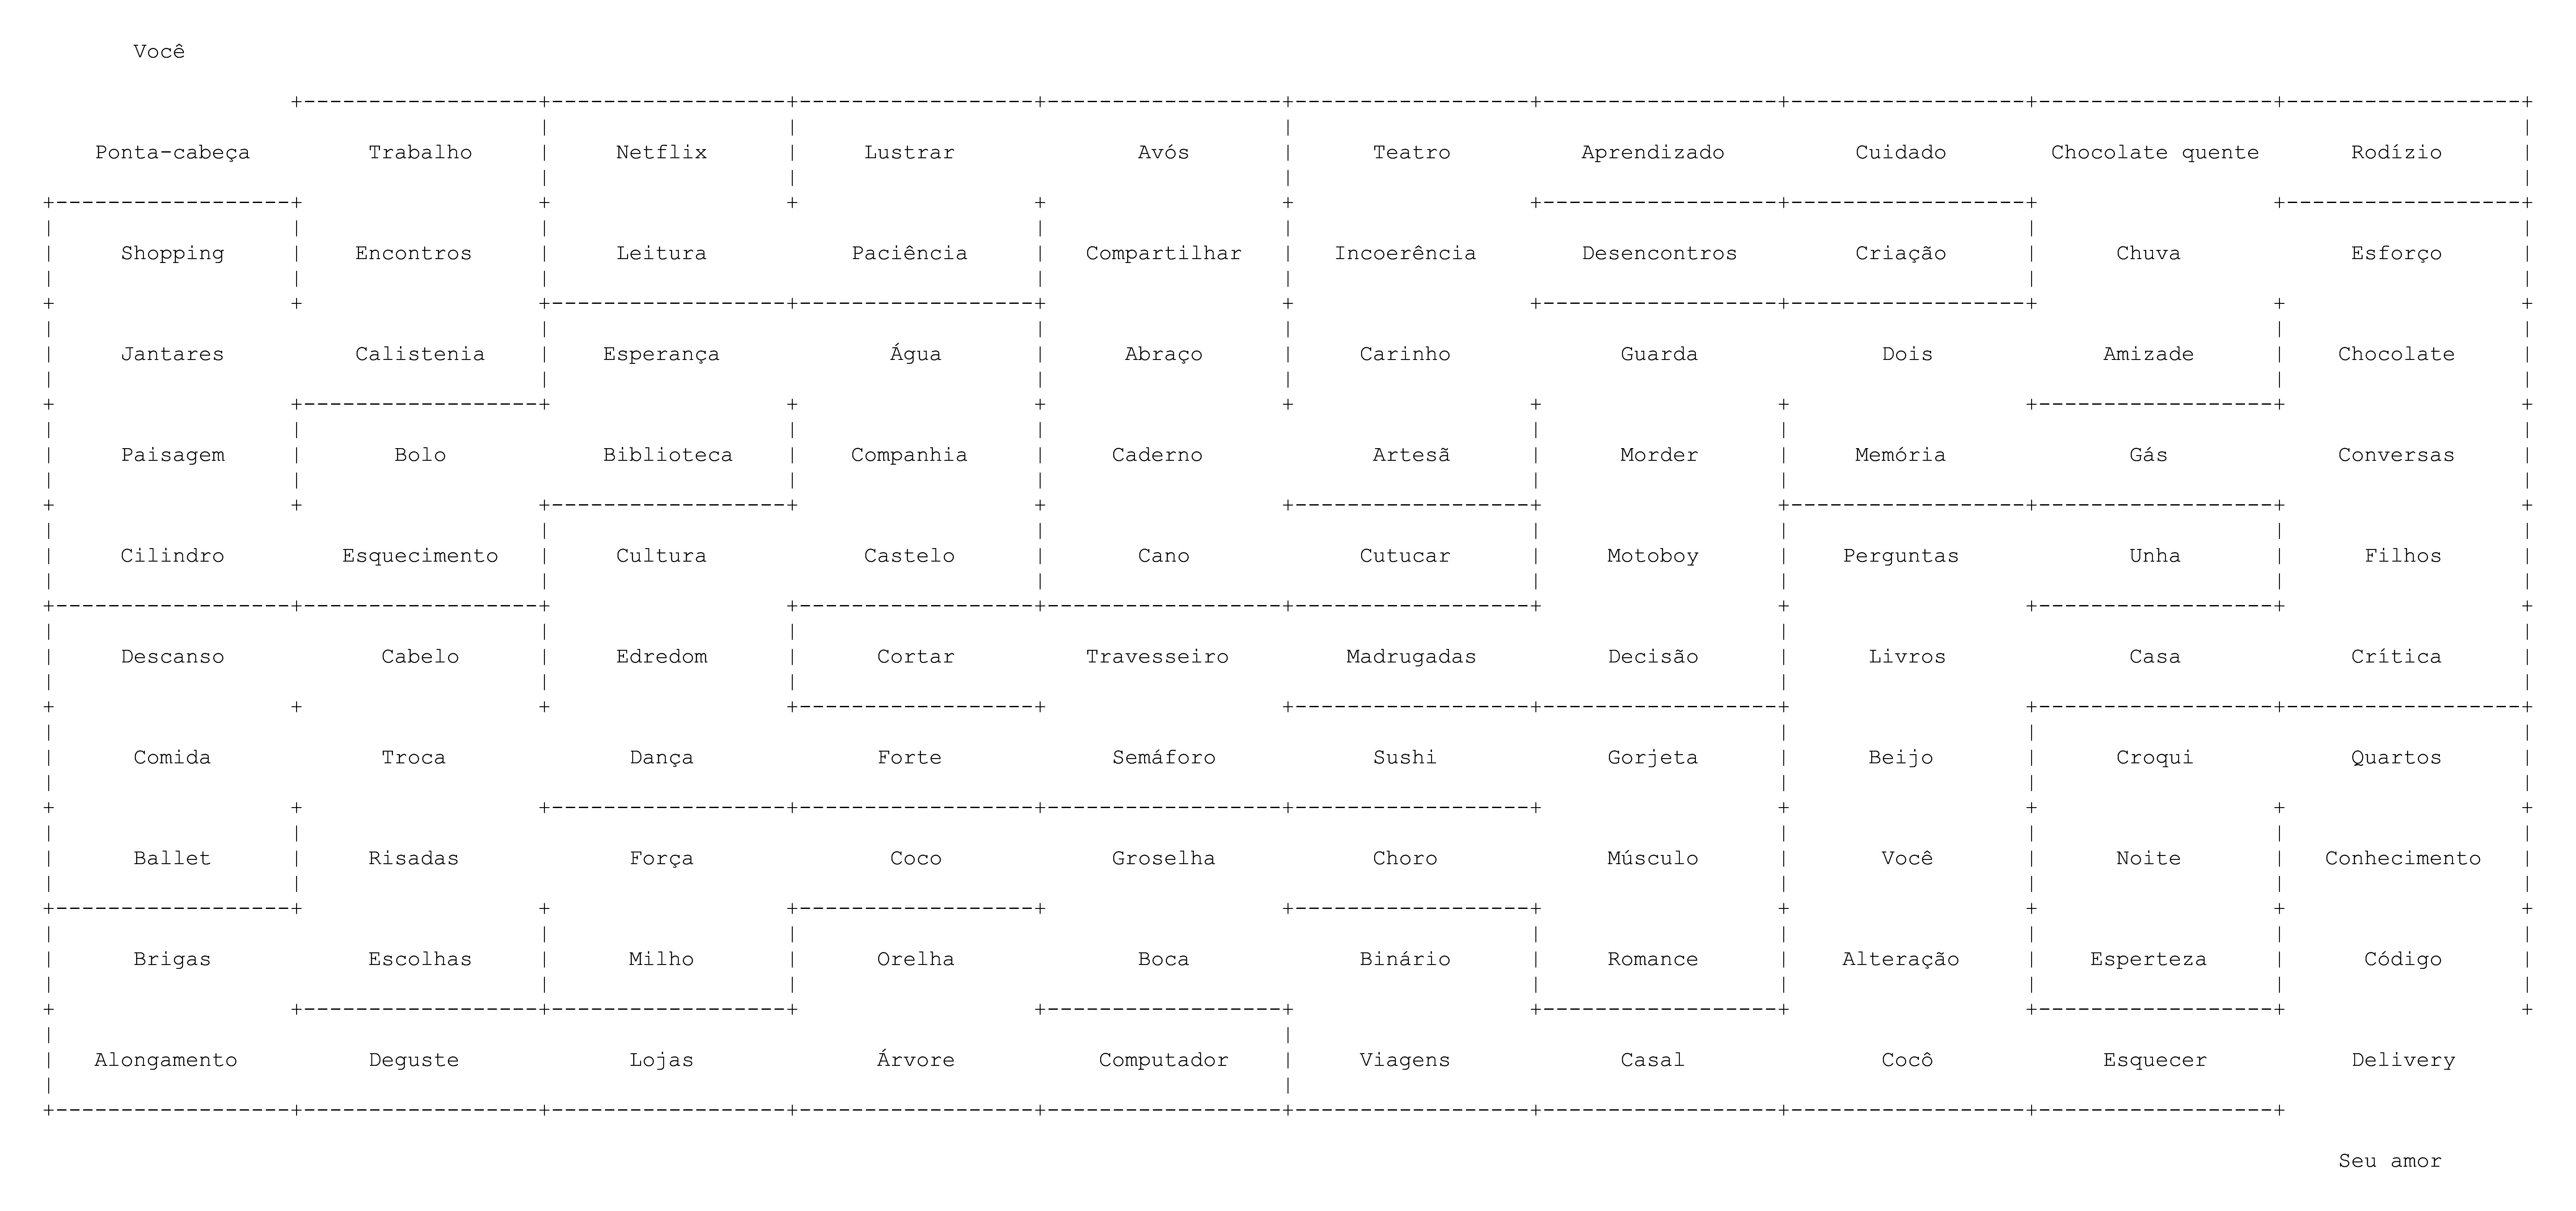 Você
Ponta-cabeça Trabalho Netflix Lustrar Avós Teatro Aprendizado Cuidado Chocolate quente Rodízio
Shopping Encontros Leitura Paciência Compartilhar Incoerência Desencontros Criação Chuva Esforço
Jantares Calistenia Esperança Água Abraço Carinho Guarda Dois Amizade Chocolate
Paisagem Bolo Biblioteca Companhia Caderno Artesã Morder Memória Gás Conversas
Cilindro Esquecimento Cultura Castelo Cano Cutucar Motoboy Perguntas Unha Filhos
Descanso Cabelo Edredom Cortar Travesseiro Madrugadas Decisão Livros Casa Crítica
Comida Troca Dança Forte Semáforo Sushi Gorjeta Beijo Croqui Quartos
Ballet Risadas Força Coco Groselha Choro Músculo Você Noite Conhecimento
Brigas Escolhas Milho Orelha Boca Binário Romance Alteração Esperteza Código
Alongamento Deguste Lojas Árvore Computador Viagens Casal Cocô Esquecer Delivery
Seu amor